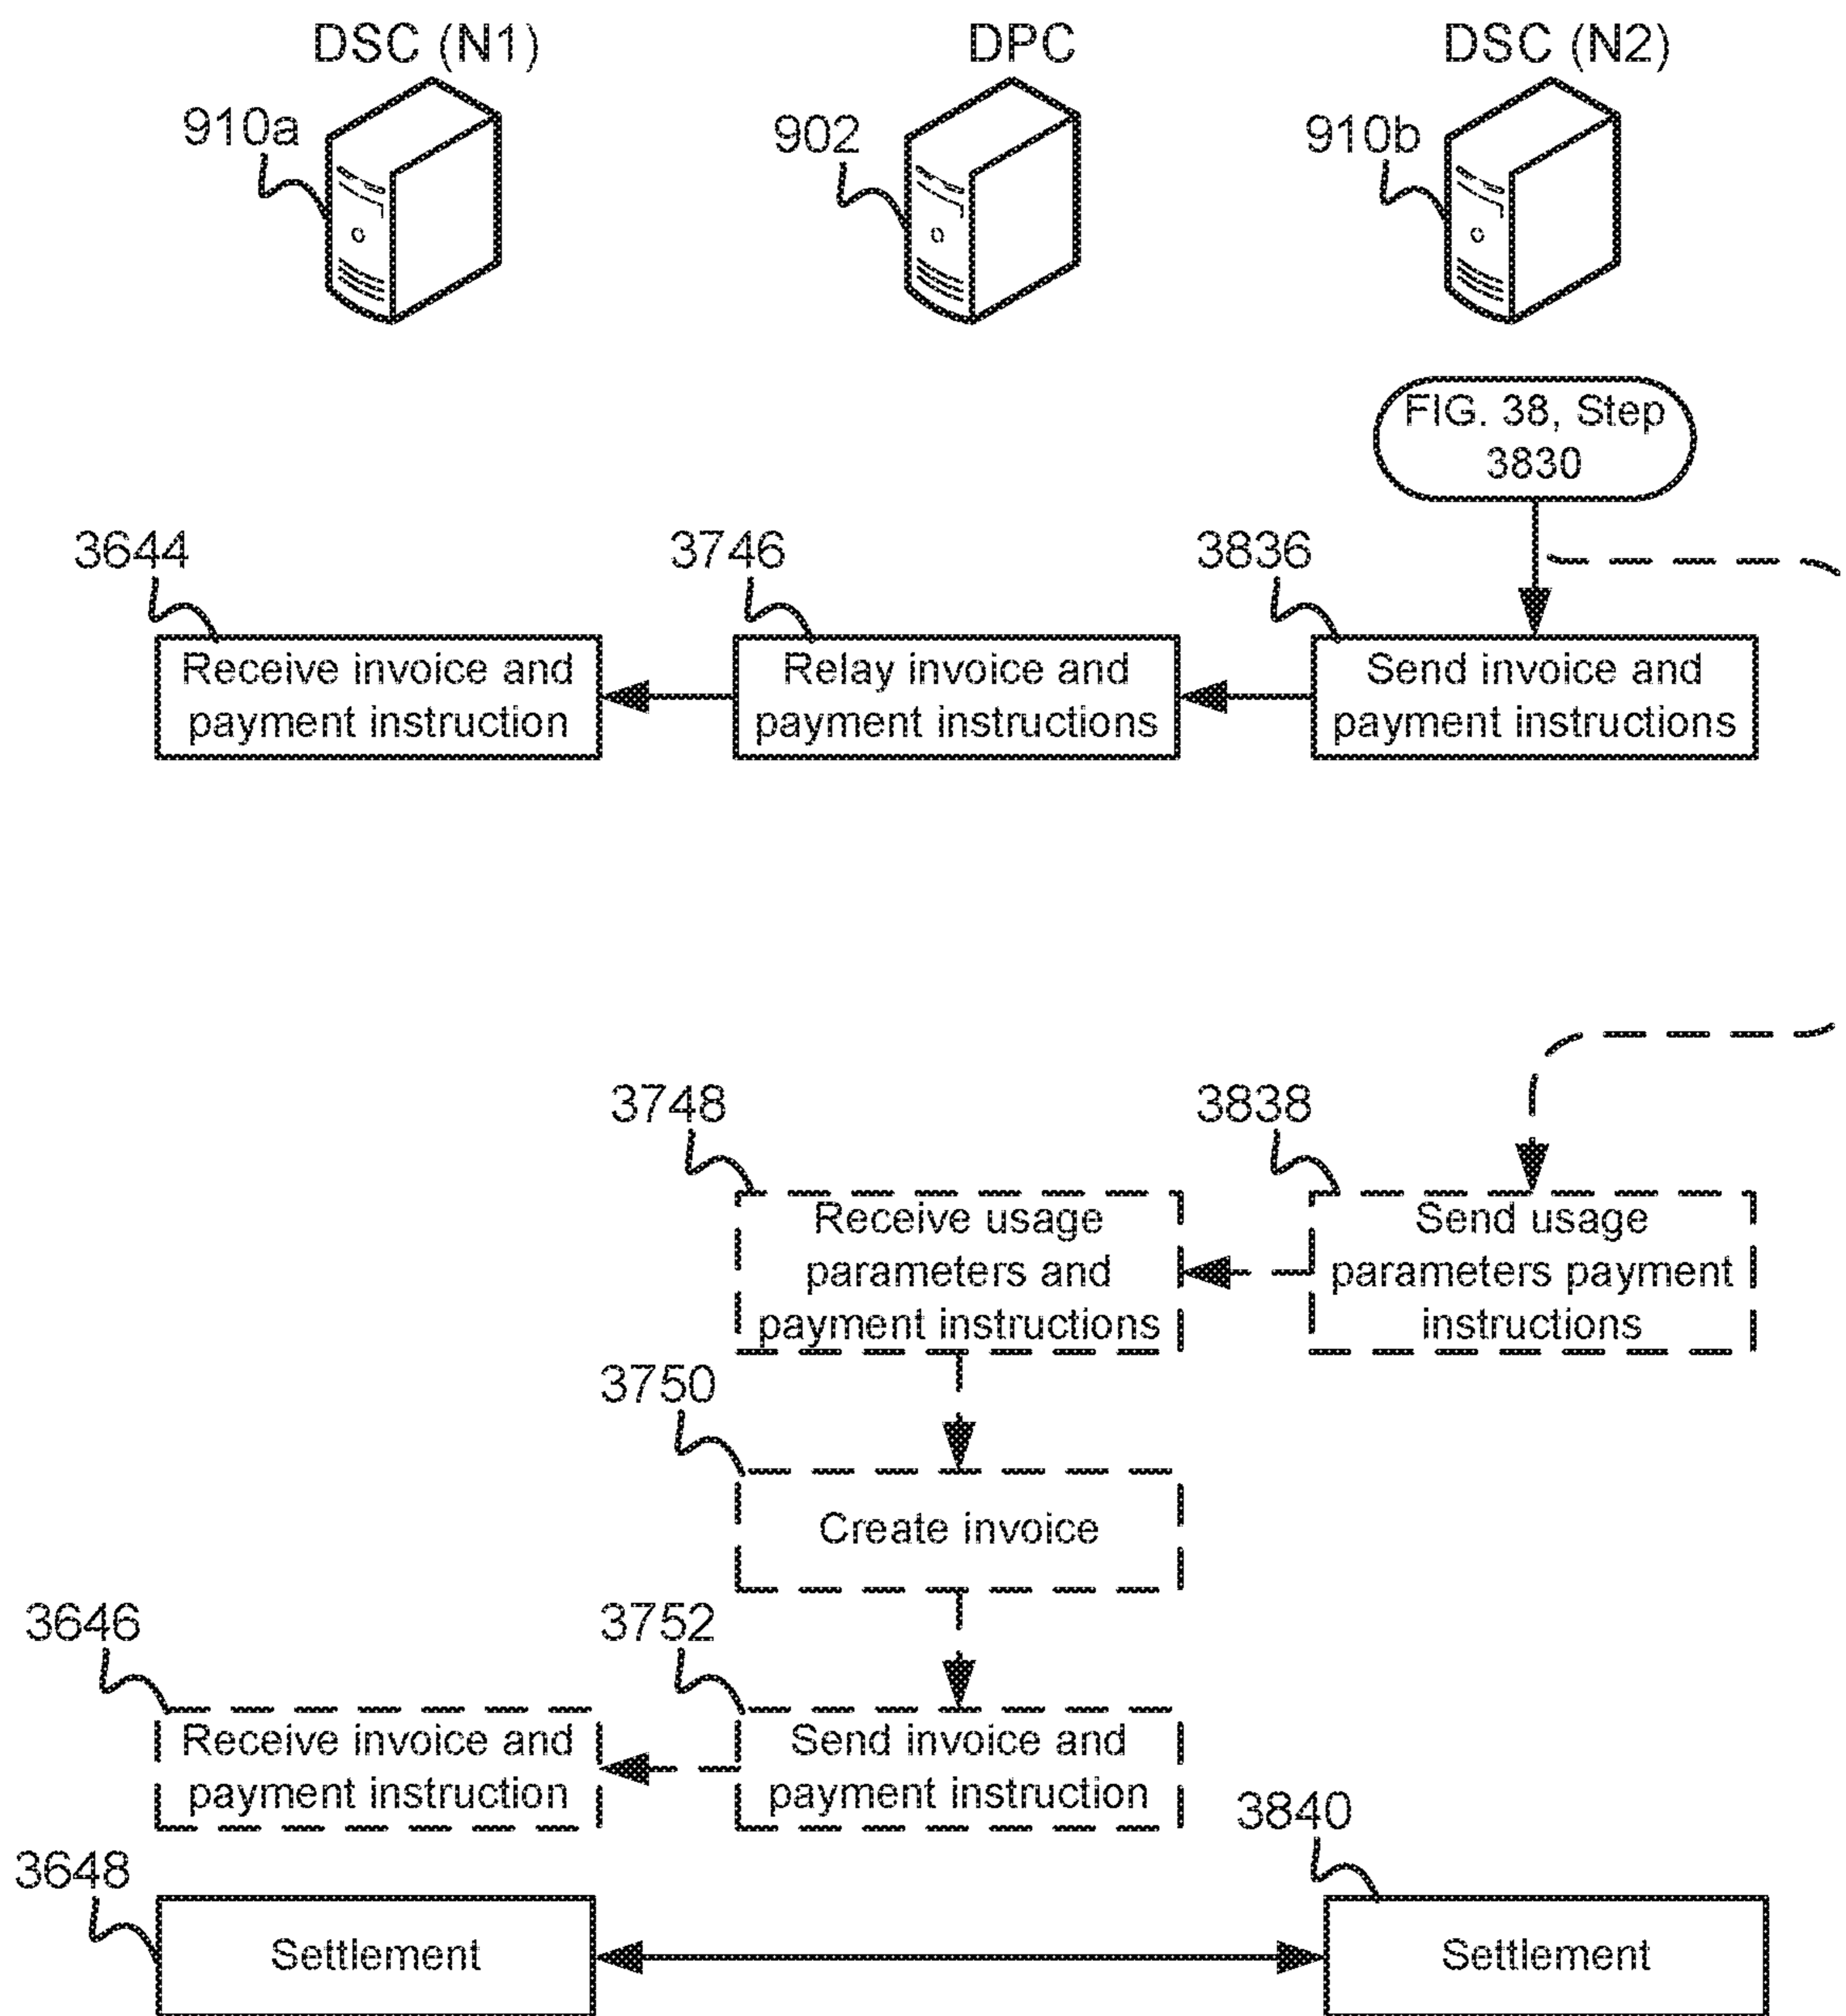 DSC (N1)
DPC
DSC (N2)
910a
902
910b
FIG. 38, Step
3830
3644
3746
3836
Receive invoice and
payment instruction
Relay invoice and
payment instructions
Send invoice and
payment instructions
3748
3838
Receive usage
parameters and
payment instructions
Send usage
parameters payment
instructions
3750
Create invoice
3646
3752
Receive invoice and
payment instruction
Send invoice and
payment instruction
3840
3648
Settlement
Settlement